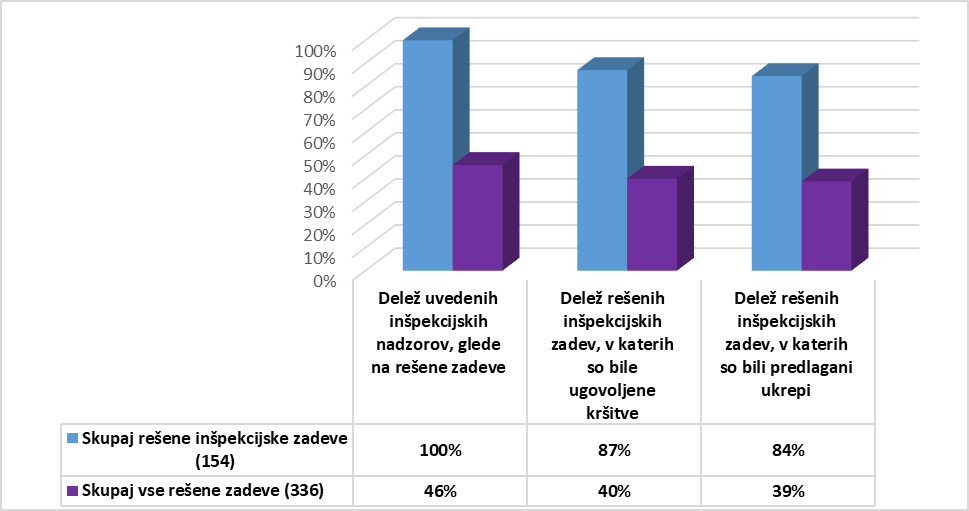 100%
90%
80%
70%
60%
50%
40%
30%
20%
10%
0%
Delež uvedenih
inšpekcijskih
nadzorov, glede
na rešene zadeve
Delež rešenih
inšpekcijskih
zadev, v katerih
so bile
ugovoljene
kršitve
Delež rešenih
inšpekcijskih
zadev, v katerih
so bili predlagani
ukrepi
Skupaj rešene inšpekcijske zadeve
(154)
100%
87%
84%
Skupaj vse rešene zadeve (336)
46%
40%
39%